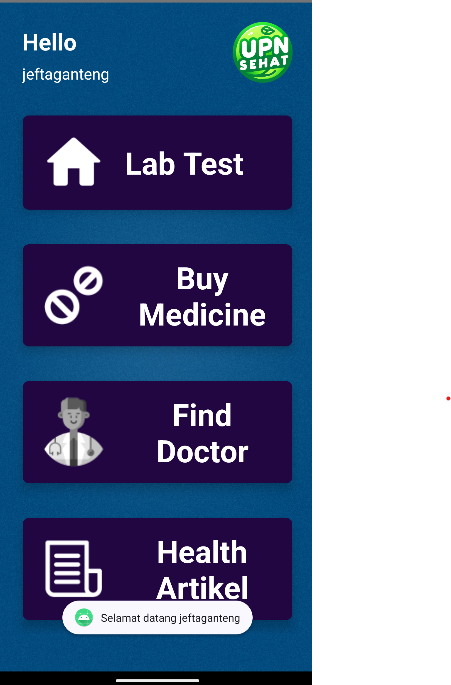 Hello
jeftaganteng
UPN
SEHAT
Lab Test
Buy
Medicine
Find
Doctor
Health
Artikel
Selamat datang jeftaganteng